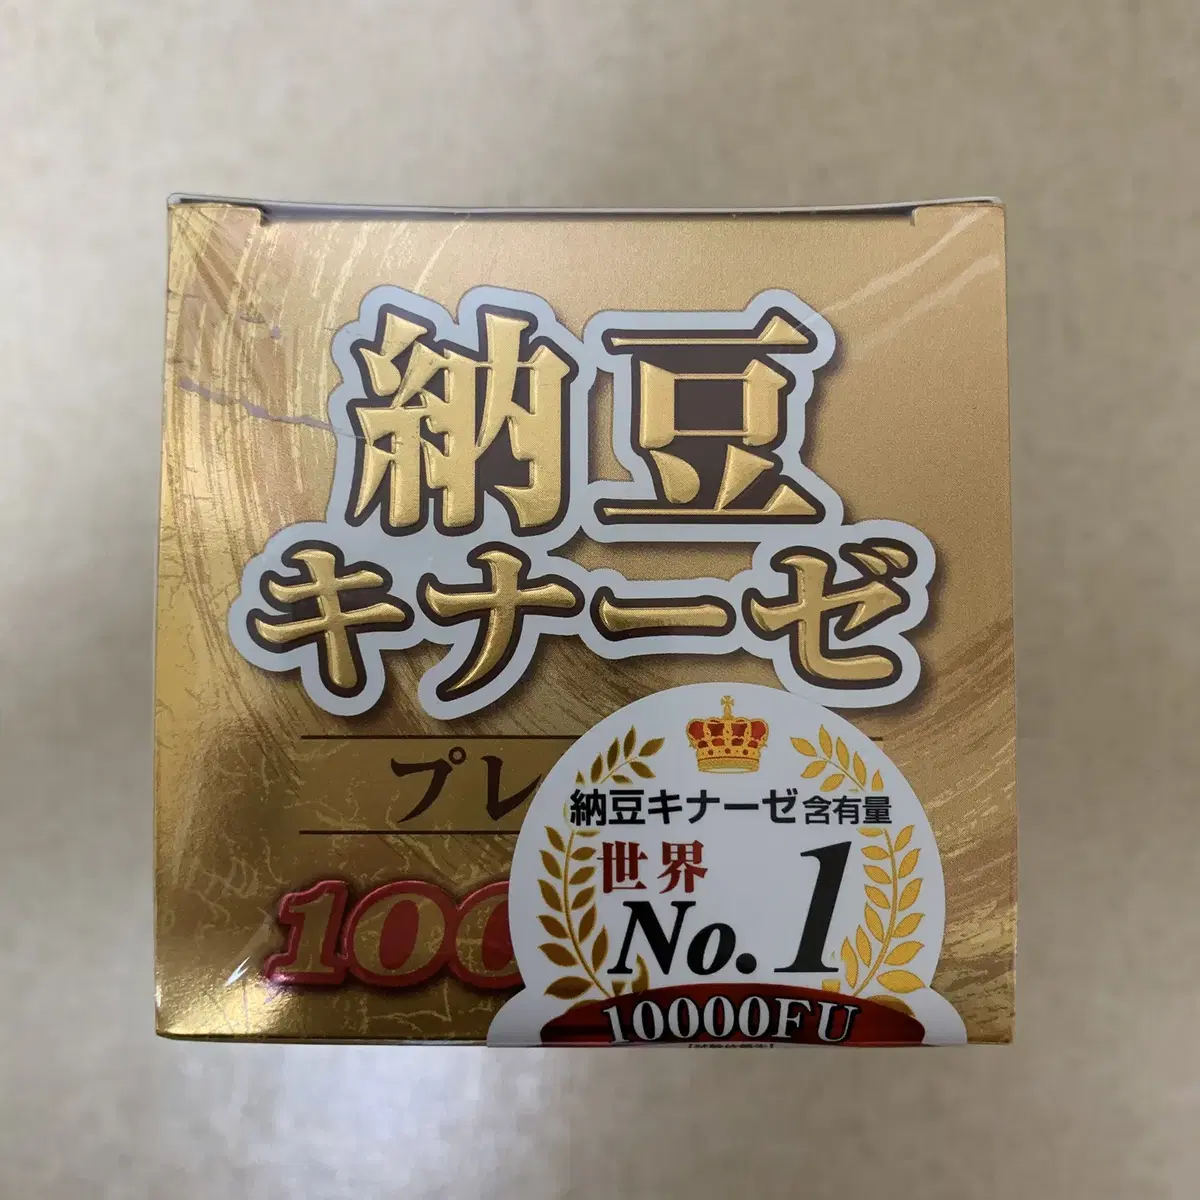 納豆
キナーゼ
プレ
100
納豆キナーゼ含有量
世界
No.1
10000FU